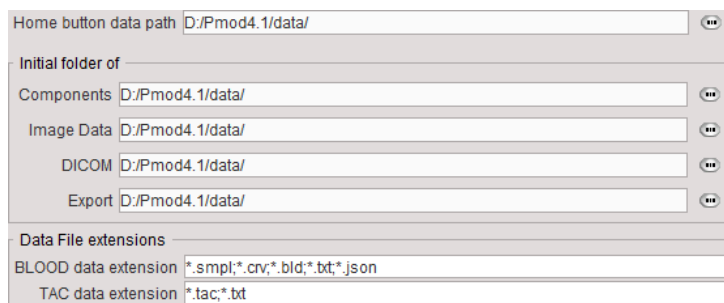 Home button data path D:/Pmod4.1/data/
Initial folder of
Components D:/Pmod4.1/data/
Image Data D:/Pmod4.1/data/
DICOM D:/Pmod4.1/data/
Export D:/Pmod4.1/data/
Data File extensions
BLOOD data extension *.smpl;*.crv;*.bld;*.txt;*.json
TAC data extension *.tac;*.txt